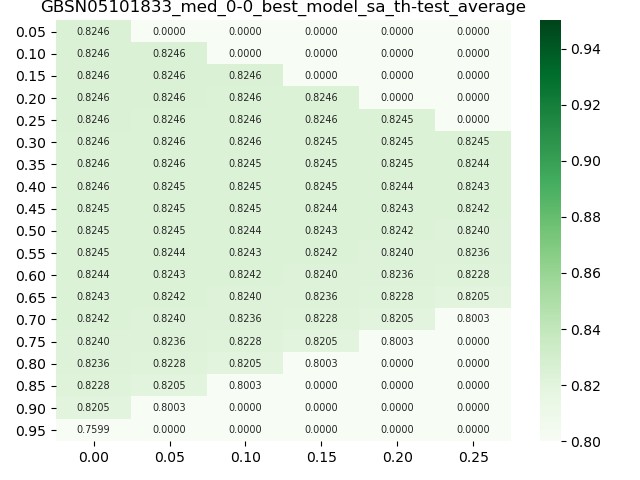 GBSN05101833_med_0-0_best_model_sa_th-test_average
0.05 0.8246 0.0000 0.0000 0.0000 0.0000 0.0000
0.10 0.8246 0.8246 0.0000 0.0000 0.0000 0.0000
0.15 0.8246 0.8246 0.8246 0.0000 0.0000 0.0000
0.20 0.8246 0.8246 0.8246 0.8246 0.0000 0.0000
0.25 0.8246 0.8246 0.8246 0.8246 0.8245 0.0000
0.30 0.8246 0.8246 0.8246 0.8245 0.8245 0.8245
0.35 0.8246 0.8246 0.8245 0.8245 0.8245 0.8244
0.40 0.8246 0.8245 0.8245 0.8245 0.8244 0.8243
0.45 0.8245 0.8245 0.8245 0.8244 0.8243 0.8242
0.50 0.8245 0.8245 0.8244 0.8243 0.8242 0.8240
0.55 0.8245 0.8244 0.8243 0.8242 0.8240 0.8236
0.60 0.8244 0.8243 0.8242 0.8240 0.8236 0.8228
0.65 0.8243 0.8242 0.8240 0.8236 0.8228 0.8205
0.70 0.8242 0.8240 0.8236 0.8228 0.8205 0.8003
0.75 0.8240 0.8236 0.8228 0.8205 0.8003 0.0000
0.80 0.8236 0.8228 0.8205 0.8003 0.0000 0.0000
0.85 0.8228 0.8205 0.8003 0.0000 0.0000 0.0000
0.90 0.8205 0.8003 0.0000 0.0000 0.0000 0.0000
0.95 0.7599 0.0000 0.0000 0.0000 0.0000 0.0000
0.00 0.05 0.10 0.15 0.20 0.25
0.94
0.92
0.90
0.88
0.86
0.84
0.82
0.80